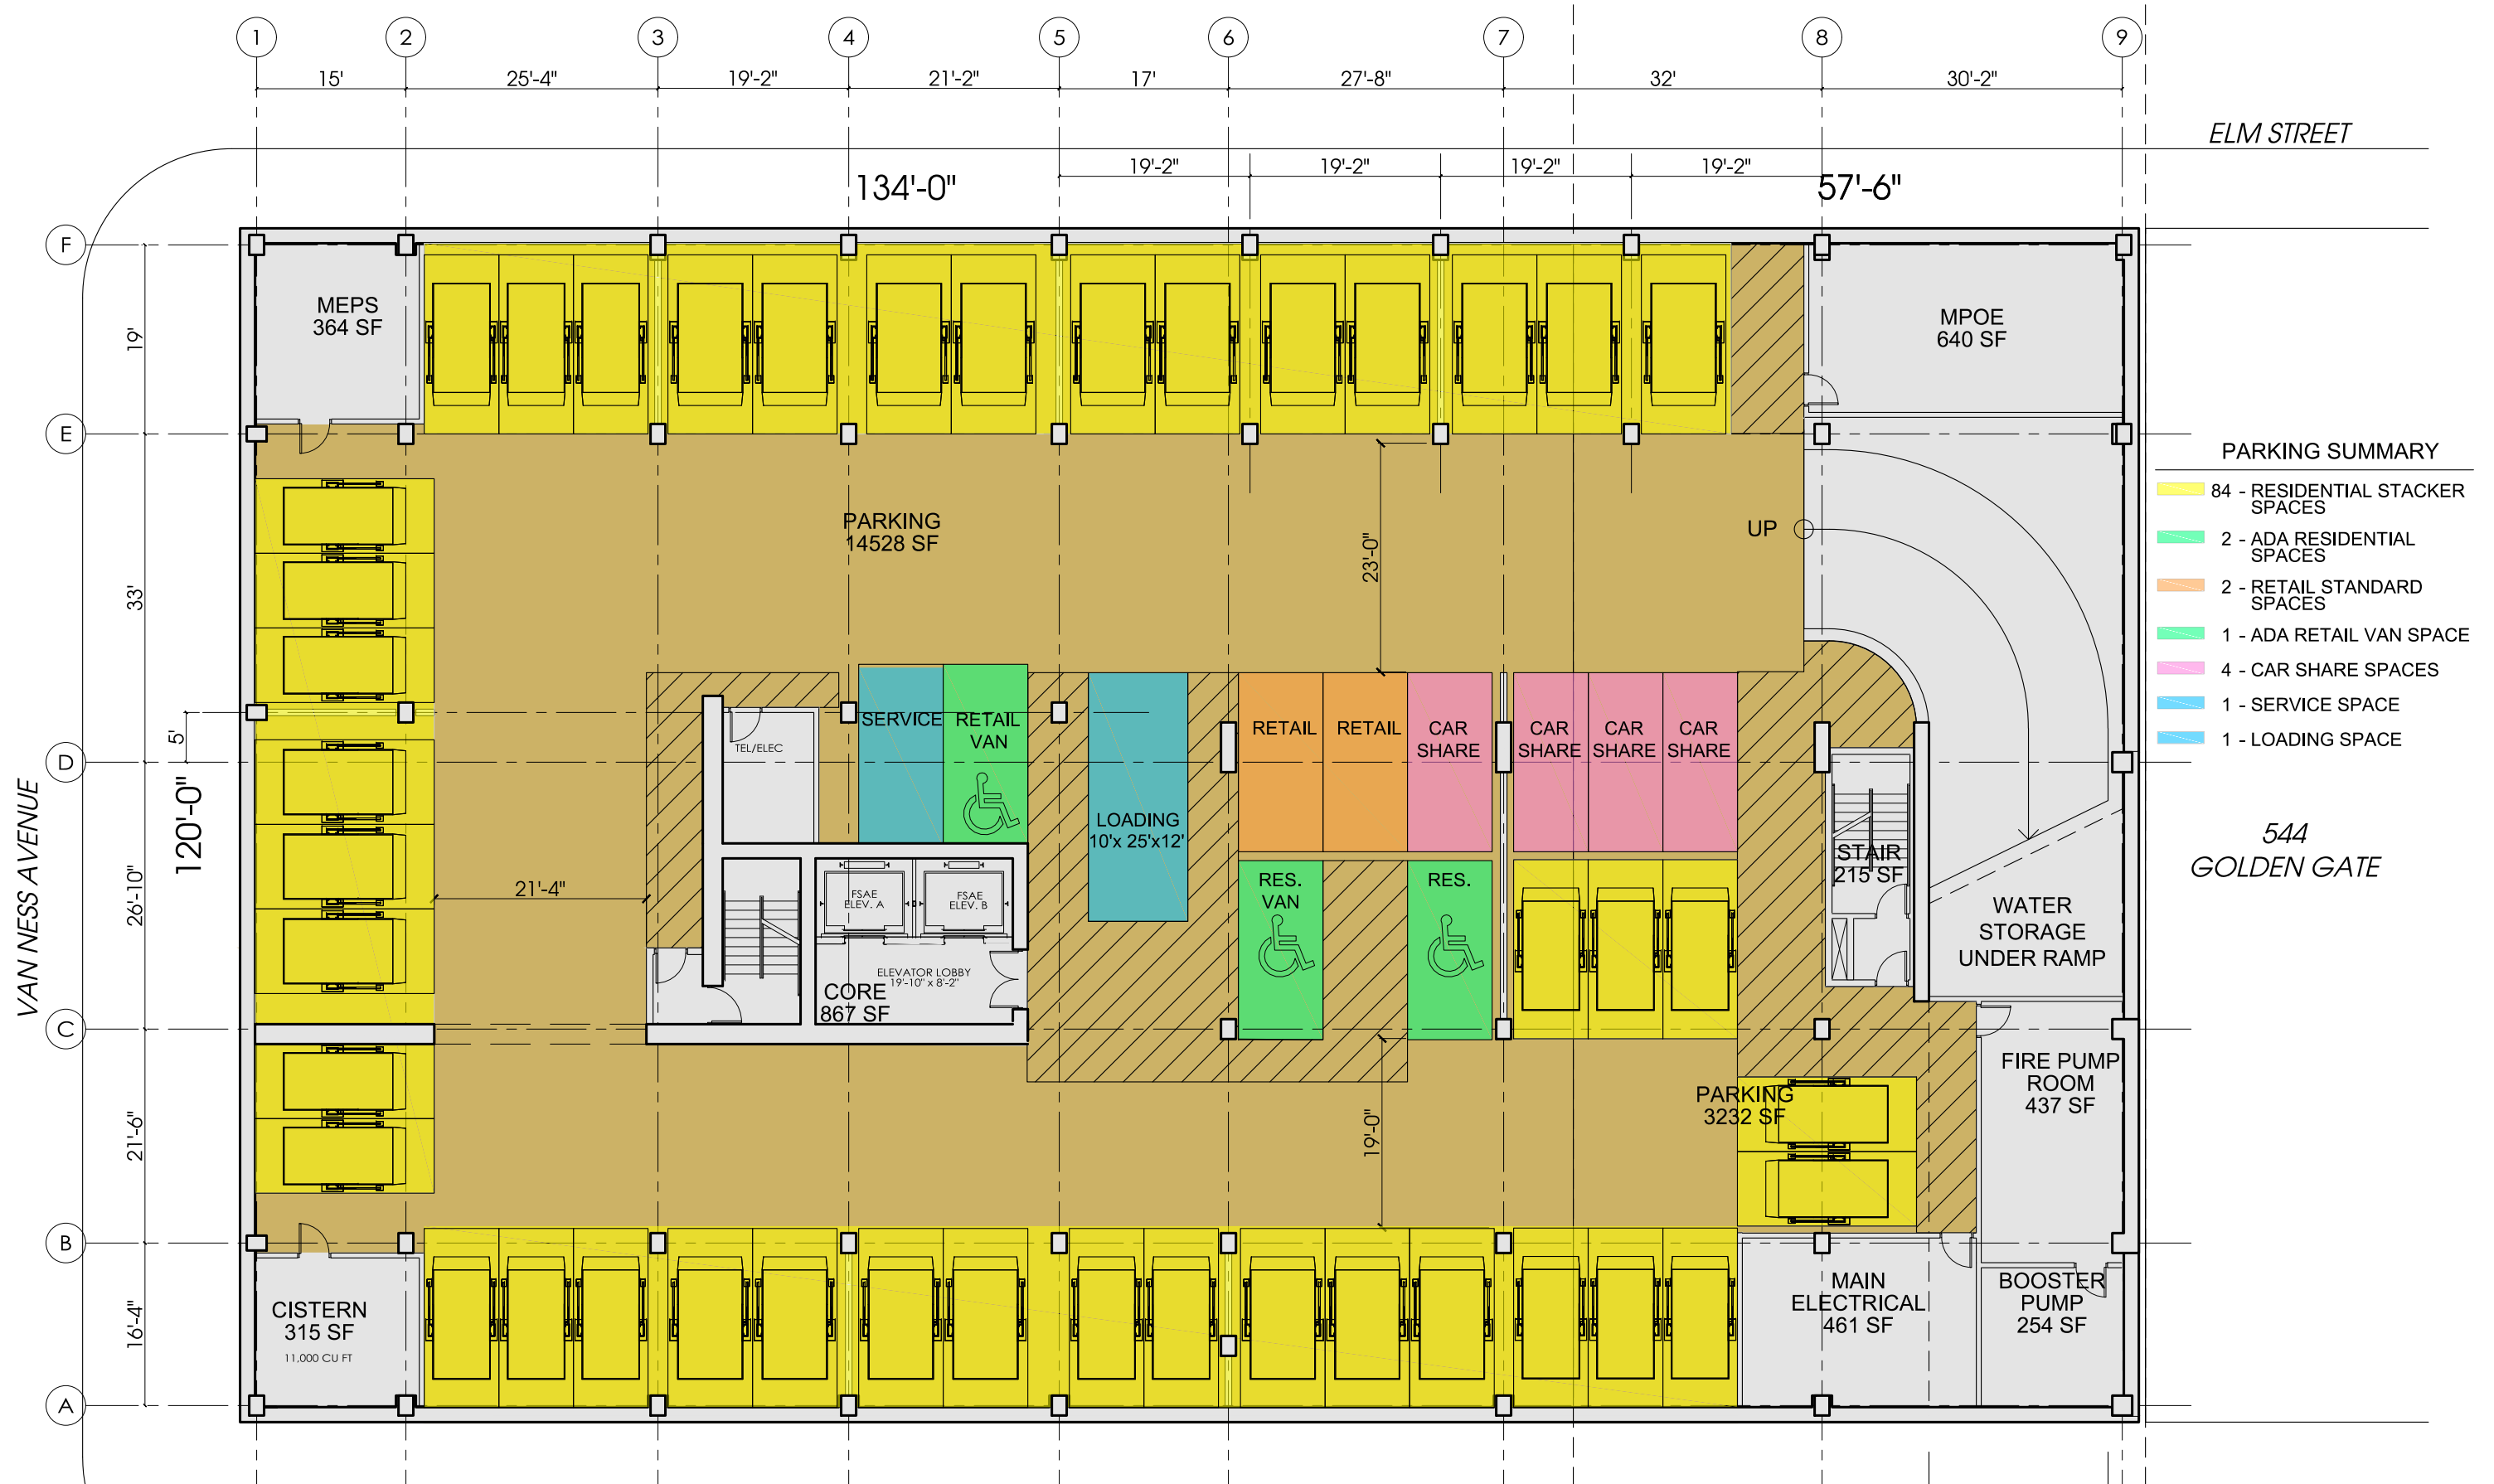 1 2 3 4 5 6 7 8 9
15' 25'-4" 19'-2" 21'-2" 17' 27'-8" 32' 30'-2"
ELM STREET
19'-2" 19'-2" 19'-2" 19'-2"
134'-0" 57'-6"
F
MEPS
364 SF
MPOE
640 SF
19'
E
PARKING SUMMARY
84 - RESIDENTIAL STACKER
SPACES
2 - ADA RESIDENTIAL
SPACES
2 - RETAIL STANDARD
SPACES
1 - ADA RETAIL VAN SPACE
4 - CAR SHARE SPACES
1 - SERVICE SPACE
1 - LOADING SPACE
PARKING
14528 SF
UP
23'-0"
33'
5'
SERVICE
RETAIL
VAN
TEL/ELEC
RETAIL
RETAIL
CAR
SHARE
CAR
SHARE
CAR
SHARE
CAR
SHARE
D
120'-0"
VAN NESS AVENUE
LOADING
10'x 25'x12'
544
GOLDEN GATE
STAIR
215 SF
26'-10"
21'-4"
FSAE
ELEV. A
FSAE
ELEV. B
RES.
VAN
RES.
WATER
STORAGE
UNDER RAMP
ELEVATOR LOBBY
19'-10" x 8'-2"
CORE
867 SF
C
FIRE PUMP
ROOM
437 SF
PARKING
3232 SF
21'-6"
19'-0"
B
CISTERN
315 SF
11,000 CU FT
16'-4"
MAIN
ELECTRICAL
461 SF
BOOSTER
PUMP
254 SF
A